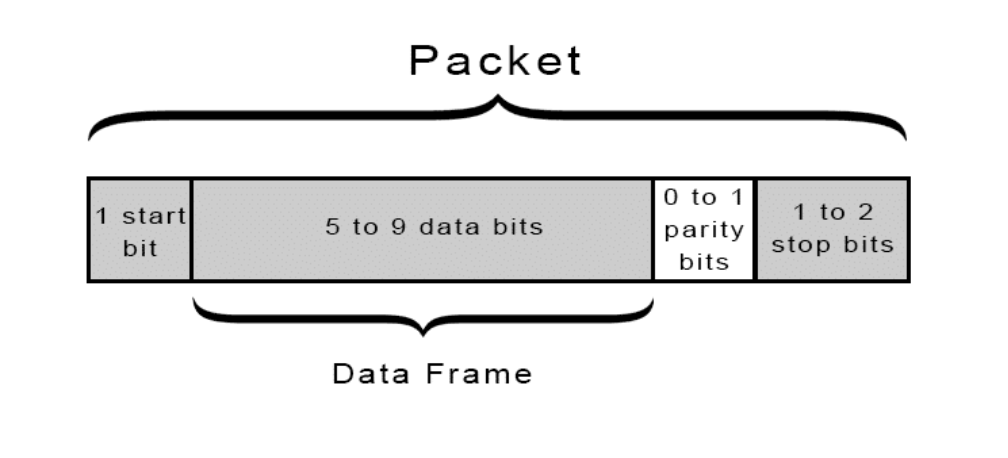 Packet
1 start
bit
5 to 9 data bits
0 to 1
parity
bits
1 to 2
stop bits
Data Frame